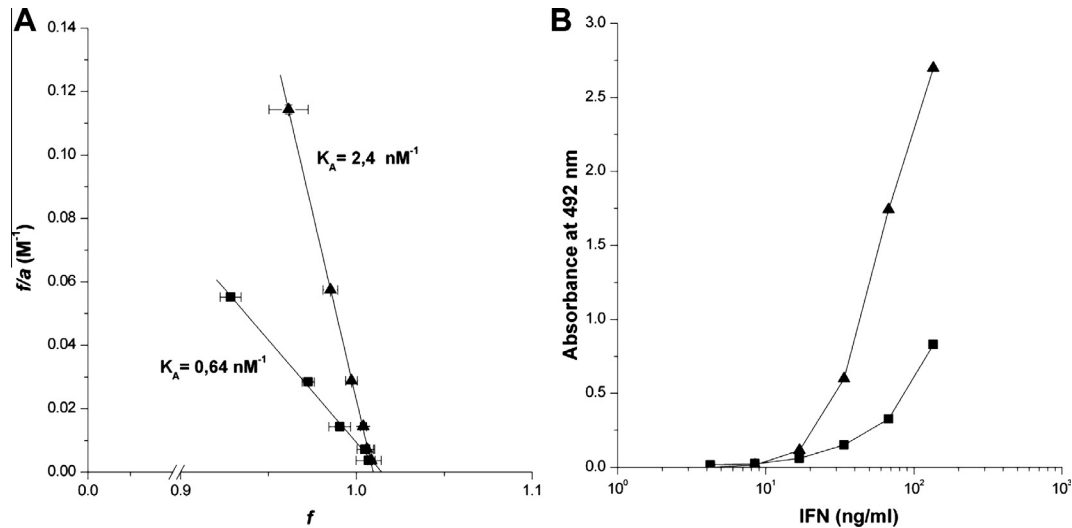 A
0.14
0.12
0.10
0.08
0.06
0.04
0.02
0.00
f/a (M⁻¹)
K_A = 2,4 nM⁻¹
K_A = 0,64 nM⁻¹
0.0 0.9 1.0 1.1
f
B
3.0
2.5
2.0
1.5
1.0
0.5
0.0
Absorbance at 492 nm
10⁰ 10¹ 10² 10³
IFN (ng/ml)